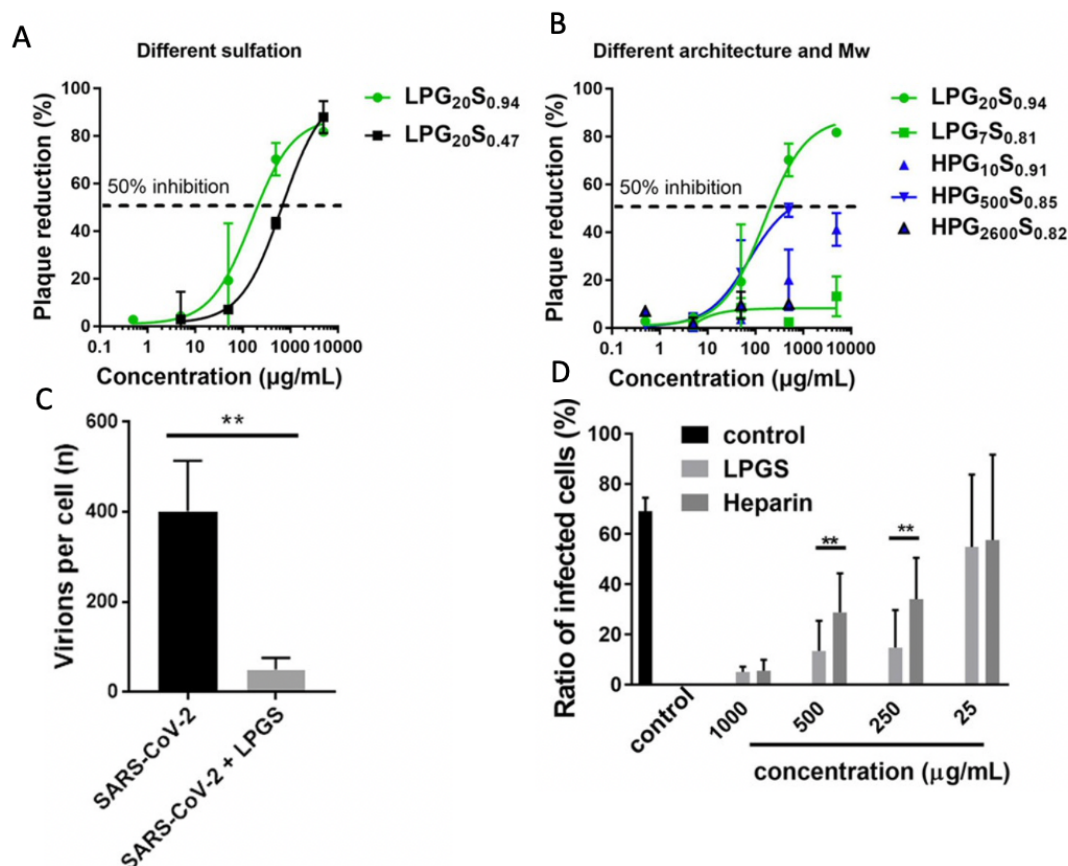 A
Different sulfation
Plaque reduction (%)
100
80
60
40
20
0
50% inhibition
0.1 1 10 100 1000 10000
Concentration (µg/mL)
LPG₂₀S₀.₉₄
LPG₂₀S₀.₄₇
B
Different architecture and Mw
Plaque reduction (%)
100
80
60
40
20
0
50% inhibition
0.1 1 10 100 1000 10000
Concentration (µg/mL)
LPG₂₀S₀.₉₄
LPG₇S₀.₈₁
HPG₁₀S₀.₉₁
HPG₅₀₀S₀.₈₅
HPG₂₆₀₀S₀.₈₂
C
Virions per cell (n)
600
400
200
0
**
SARS-CoV-2
SARS-CoV-2 + LPGS
D
Ratio of infected cells (%)
100
80
60
40
20
0
control
LPGS
Heparin
**
**
control
1000
500
250
25
concentration (µg/mL)